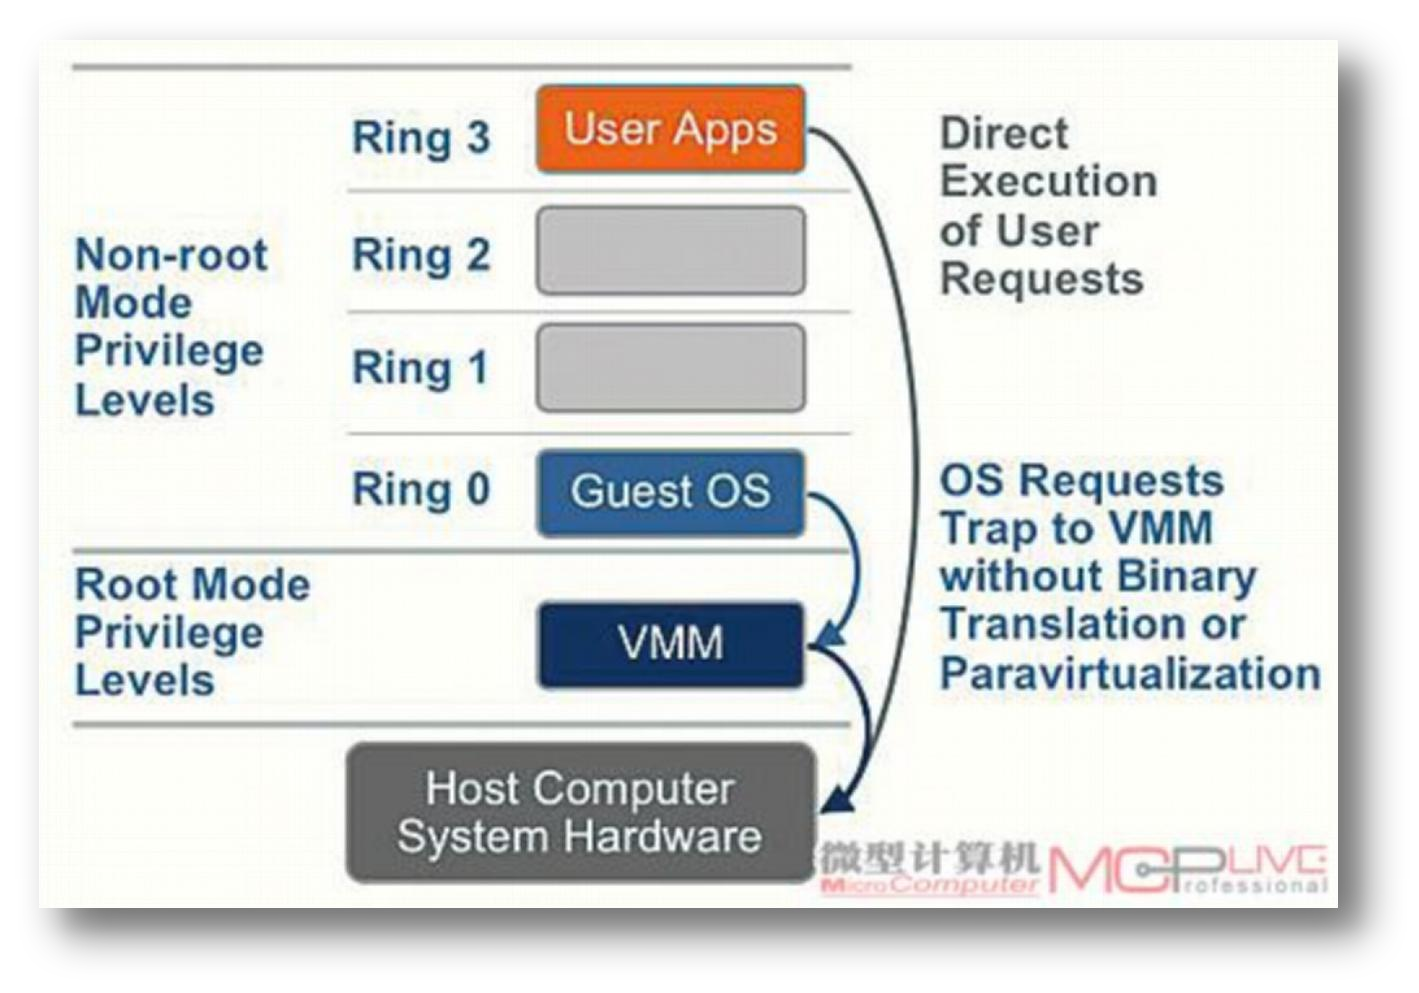 Ring 3
User Apps
Direct
Execution
of User
Requests
Non-root
Mode
Privilege
Levels
Ring 2
Ring 1
Ring 0
Guest OS
OS Requests
Trap to VMM
without Binary
Translation or
Paravirtualization
Root Mode
Privilege
Levels
VMM
Host Computer
System Hardware
微型计算机
MicroComputer
MCPLIVE
rofessional